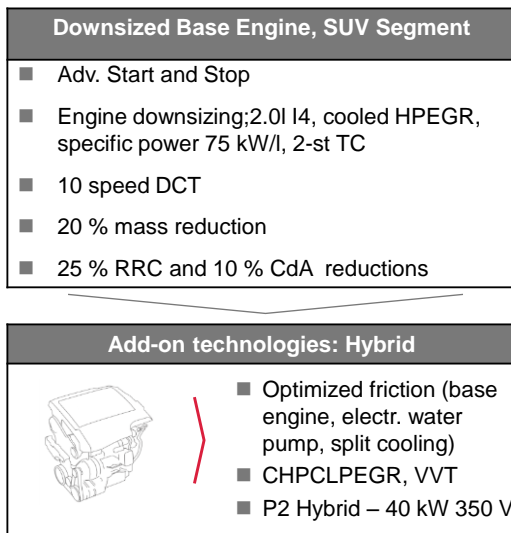 Downsized Base Engine, SUV Segment
■ Adv. Start and Stop
■ Engine downsizing;2.0l I4, cooled HPEGR,
specific power 75 kW/l, 2-st TC
■ 10 speed DCT
■ 20 % mass reduction
■ 25 % RRC and 10 % CdA reductions
Add-on technologies: Hybrid
■ Optimized friction (base
engine, electr. water
pump, split cooling)
■ CHPCLPEGR, VVT
■ P2 Hybrid – 40 kW 350 V